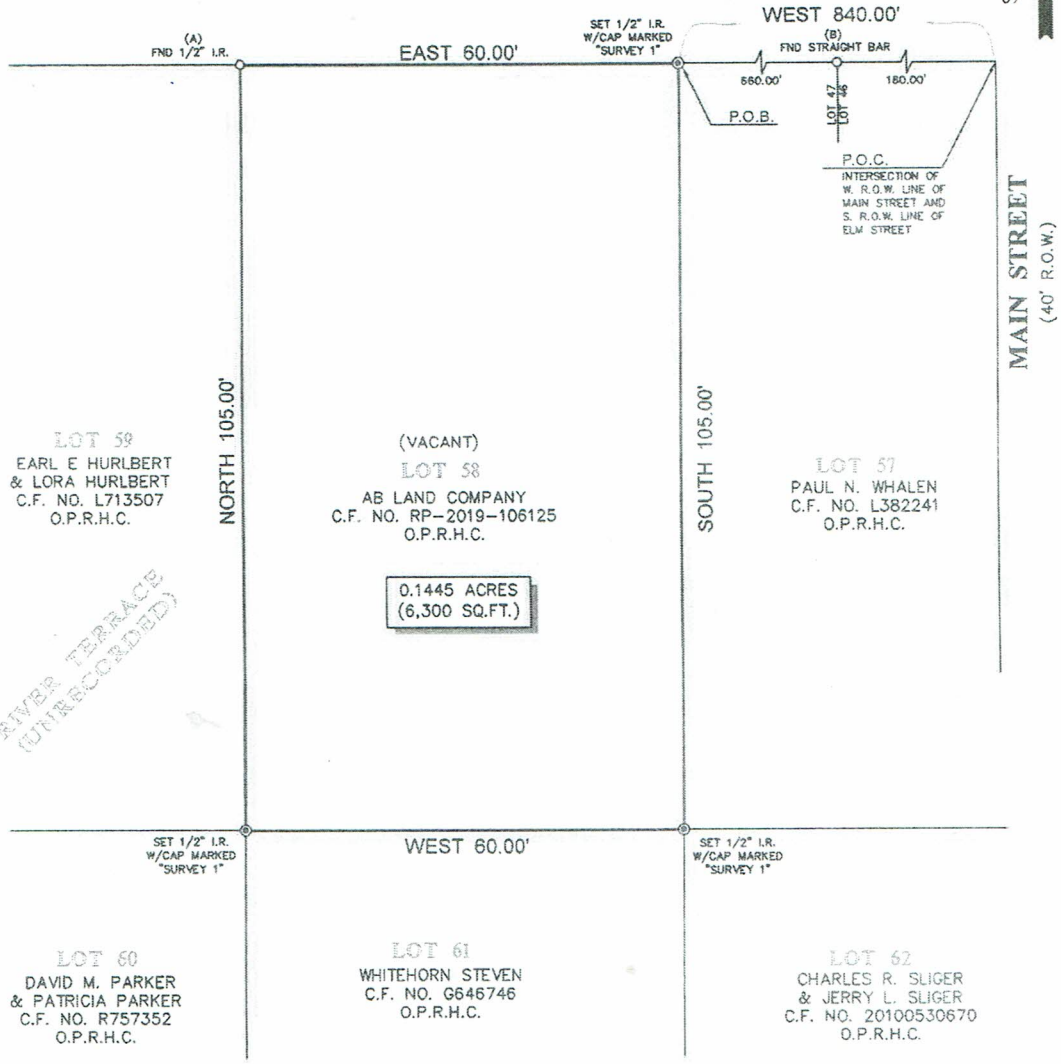 WEST 840.00'
(A)
FND 1/2" I.R.
EAST 60.00'
SET 1/2" I.R.
W/CAP MARKED
"SURVEY 1"
(B)
FND STRAIGHT BAR
660.00'
180.00'
LOT 47
LOT 46
P.O.B.
P.O.C.
INTERSECTION OF
W. R.O.W. LINE OF
MAIN STREET AND
S. R.O.W. LINE OF
ELM STREET
MAIN STREET
(40' R.O.W.)
NORTH 105.00'
SOUTH 105.00'
LOT 59
EARL E HURLBERT
& LORA HURLBERT
C.F. NO. L713507
O.P.R.H.C.
(VACANT)
LOT 58
AB LAND COMPANY
C.F. NO. RP-2019-106125
O.P.R.H.C.
0.1445 ACRES
(6,300 SQ.FT.)
LOT 57
PAUL N. WHALEN
C.F. NO. L382241
O.P.R.H.C.
RIVER TERRACE
(UNRECORDED)
SET 1/2" I.R.
W/CAP MARKED
"SURVEY 1"
WEST 60.00'
SET 1/2" I.R.
W/CAP MARKED
"SURVEY 1"
LOT 60
DAVID M. PARKER
& PATRICIA PARKER
C.F. NO. R757352
O.P.R.H.C.
LOT 61
WHITEHORN STEVEN
C.F. NO. G646746
O.P.R.H.C.
LOT 62
CHARLES R. SLIGER
& JERRY L. SLIGER
C.F. NO. 20100530670
O.P.R.H.C.